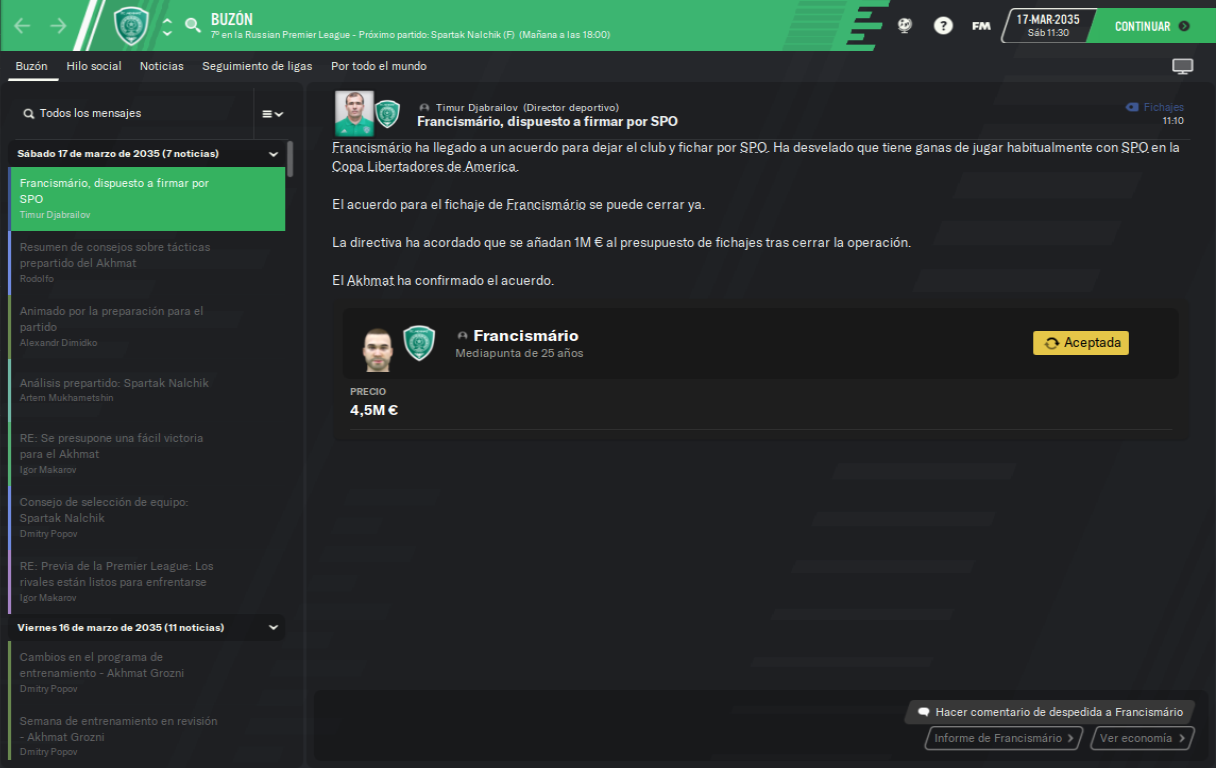 BUZÓN
7º en la Russian Premier League - Próximo partido: Spartak Nalchik (F) (Mañana a las 18:00)
FM
17-MAR-2035
Sáb 11:30
CONTINUAR
Buzón
Hilo social
Noticias
Seguimiento de ligas
Por todo el mundo
Todos los mensajes
Sábado 17 de marzo de 2035 (7 noticias)
Francismário, dispuesto a firmar por
SPO
Timur Djabrailov
Resumen de consejos sobre tácticas
prepartido del Akhmat
Rodolfo
Animado por la preparación para el
partido
Alexandr Dimidko
Análisis prepartido: Spartak Nalchik
Artem Mukhametshin
RE: Se presupone una fácil victoria
para el Akhmat
Igor Makarov
Consejo de selección de equipo:
Spartak Nalchik
Dmitry Popov
RE: Previa de la Premier League: Los
rivales están listos para enfrentarse
Igor Makarov
Viernes 16 de marzo de 2035 (11 noticias)
Cambios en el programa de
entrenamiento - Akhmat Grozni
Dmitry Popov
Semana de entrenamiento en revisión
- Akhmat Grozni
Dmitry Popov
Timur Djabrailov (Director deportivo)
Francismário, dispuesto a firmar por SPO
Fichajes
11:10
Francismário ha llegado a un acuerdo para dejar el club y fichar por SPO. Ha desvelado que tiene ganas de jugar habitualmente con SPO en la
Copa Libertadores de America.
El acuerdo para el fichaje de Francismário se puede cerrar ya.
La directiva ha acordado que se añadan 1M € al presupuesto de fichajes tras cerrar la operación.
El Akhmat ha confirmado el acuerdo.
Francismário
Mediapunta de 25 años
Aceptada
PRECIO
4,5M €
Hacer comentario de despedida a Francismário
Informe de Francismário
Ver economía